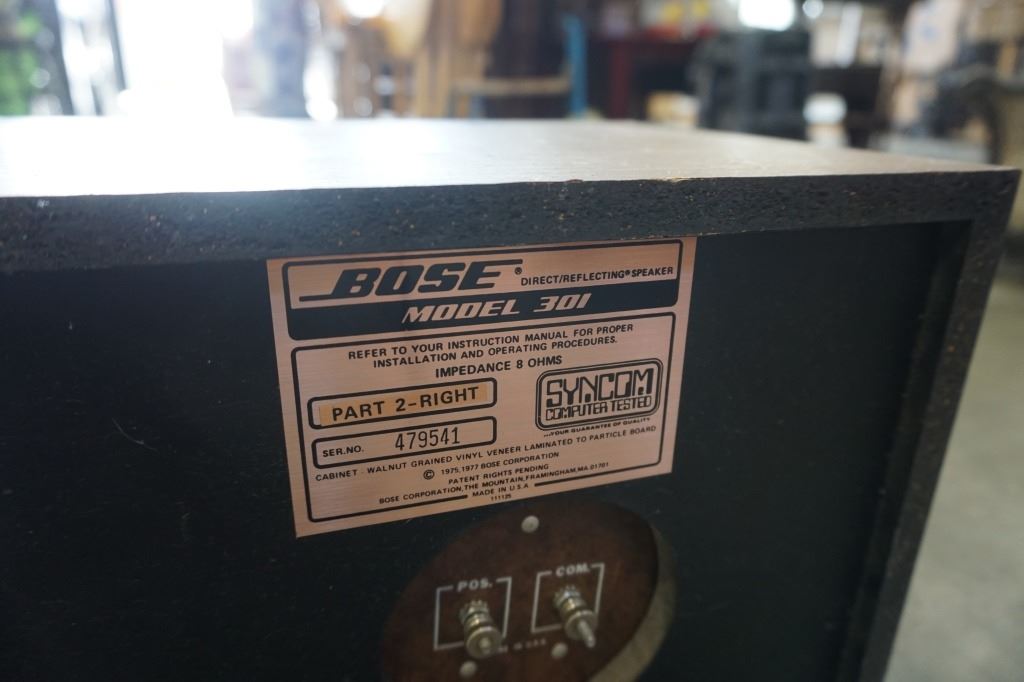 BOSE® DIRECT/REFLECTING® SPEAKER
MODEL 301
REFER TO YOUR INSTRUCTION MANUAL FOR PROPER
INSTALLATION AND OPERATING PROCEDURES.
IMPEDANCE 8 OHMS
PART 2-RIGHT
SER.NO. 479541
SYNCOM
COMPUTER TESTED
...YOUR GUARANTEE OF QUALITY
CABINET - WALNUT GRAINED VINYL VENEER LAMINATED TO PARTICLE BOARD
© 1975,1977 BOSE CORPORATION
PATENT RIGHTS PENDING
BOSE CORPORATION,THE MOUNTAIN,FRAMINGHAM,MA.01701
MADE IN U.S.A.
111125
POS. COM.
IN U.S.A.